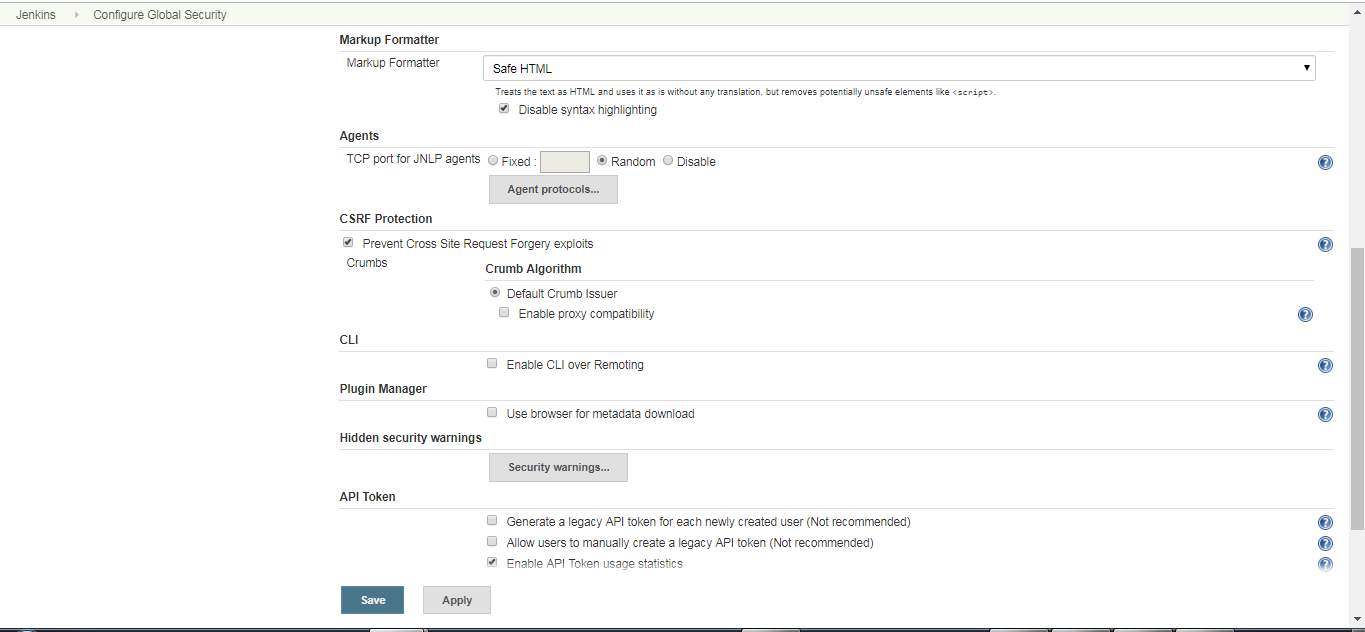 Jenkins Configure Global Security
Markup Formatter
Markup Formatter Safe HTML
Treats the text as HTML and uses it as is without any translation, but removes potentially unsafe elements like <script>.
Disable syntax highlighting
Agents
TCP port for JNLP agents Fixed : Random Disable
Agent protocols...
CSRF Protection
Prevent Cross Site Request Forgery exploits
Crumbs
Crumb Algorithm
Default Crumb Issuer
Enable proxy compatibility
CLI
Enable CLI over Remoting
Plugin Manager
Use browser for metadata download
Hidden security warnings
Security warnings...
API Token
Generate a legacy API token for each newly created user (Not recommended)
Allow users to manually create a legacy API token (Not recommended)
Enable API Token usage statistics
Save Apply